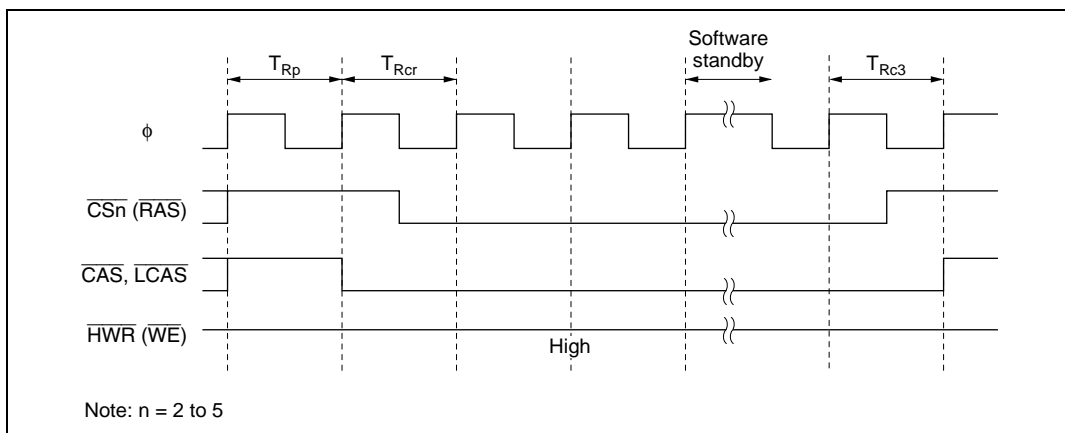 Software
standby
TRp
TRcr
TRc3
ϕ
CSn (RAS)
CAS, LCAS
HWR (WE)
High
Note: n = 2 to 5